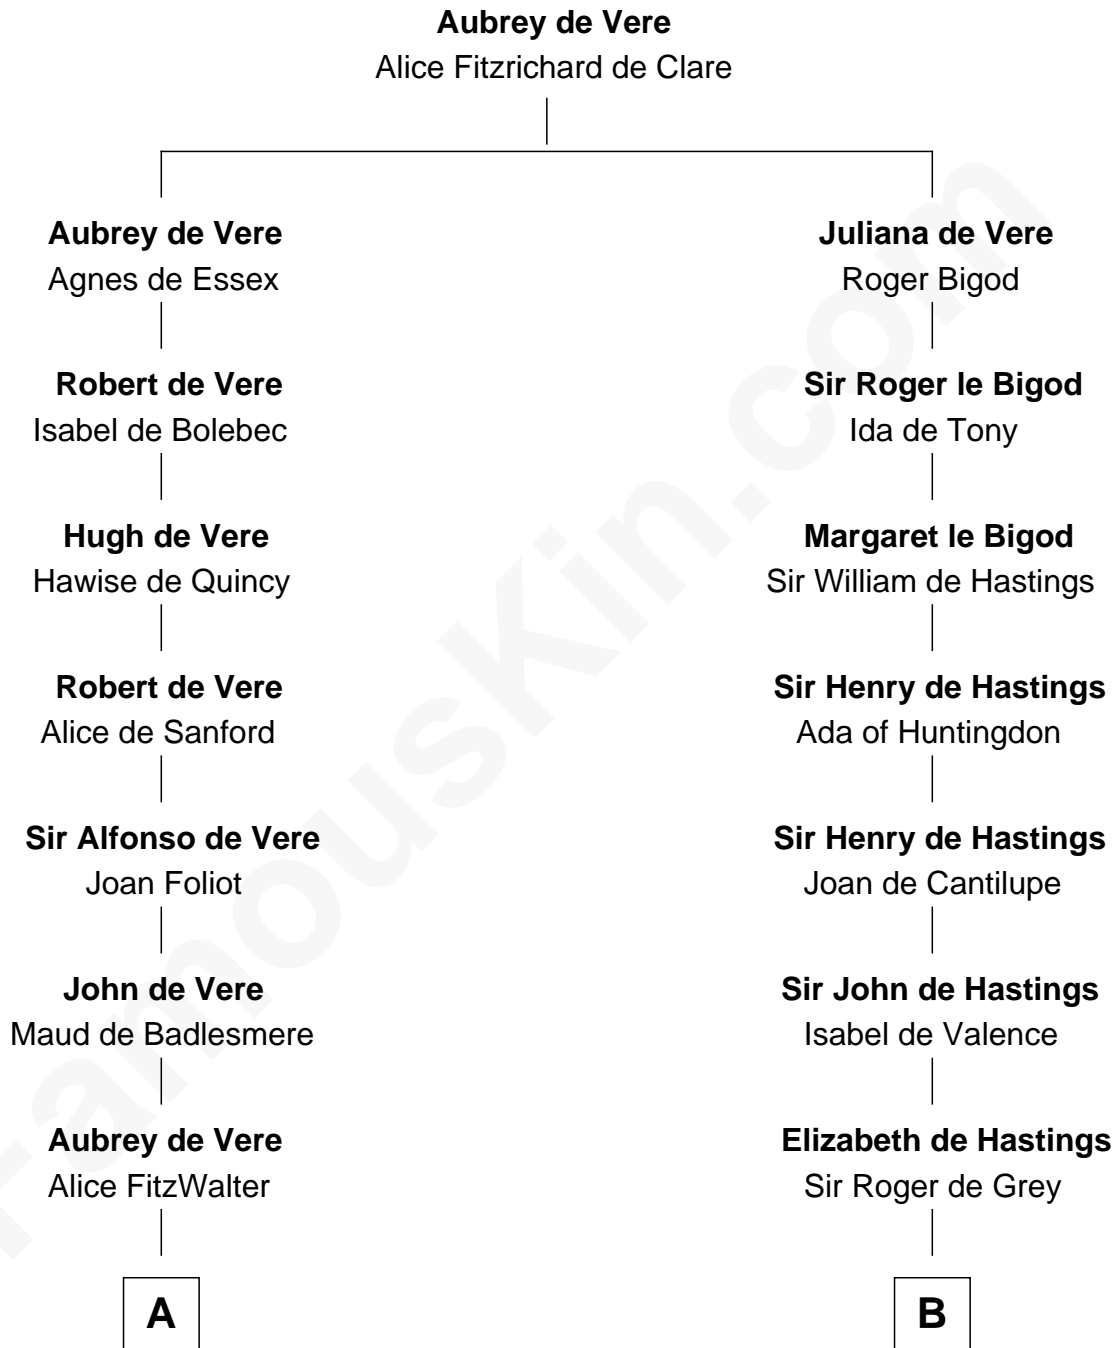 Aubrey de Vere
Alice Fitzrichard de Clare
Aubrey de Vere
Agnes de Essex
Juliana de Vere
Roger Bigod
Robert de Vere
Isabel de Bolebec
Sir Roger le Bigod
Ida de Tony
Hugh de Vere
Hawise de Quincy
Margaret le Bigod
Sir William de Hastings
Robert de Vere
Alice de Sanford
Sir Henry de Hastings
Ada of Huntingdon
Sir Alfonso de Vere
Joan Foliot
Sir Henry de Hastings
Joan de Cantilupe
John de Vere
Maud de Badlesmere
Sir John de Hastings
Isabel de Valence
Aubrey de Vere
Alice FitzWalter
Elizabeth de Hastings
Sir Roger de Grey
A
B
FamousKin.com